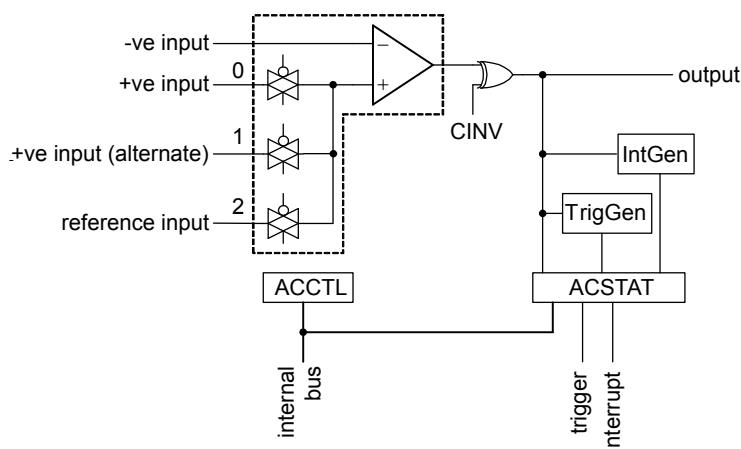 -ve input
−
0
+ve input
+
output
CINV
1
+ve input (alternate)
IntGen
2
reference input
TrigGen
ACCTL
ACSTAT
internal
bus
trigger
nterrupt